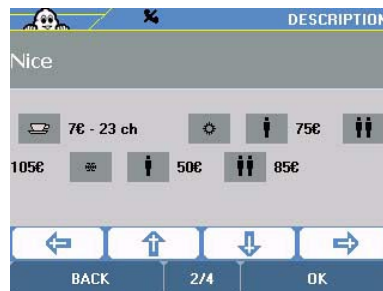 DESCRIPTION
Nice
7€ - 23 ch 75€
105€ 50€ 85€
BACK 2/4 OK